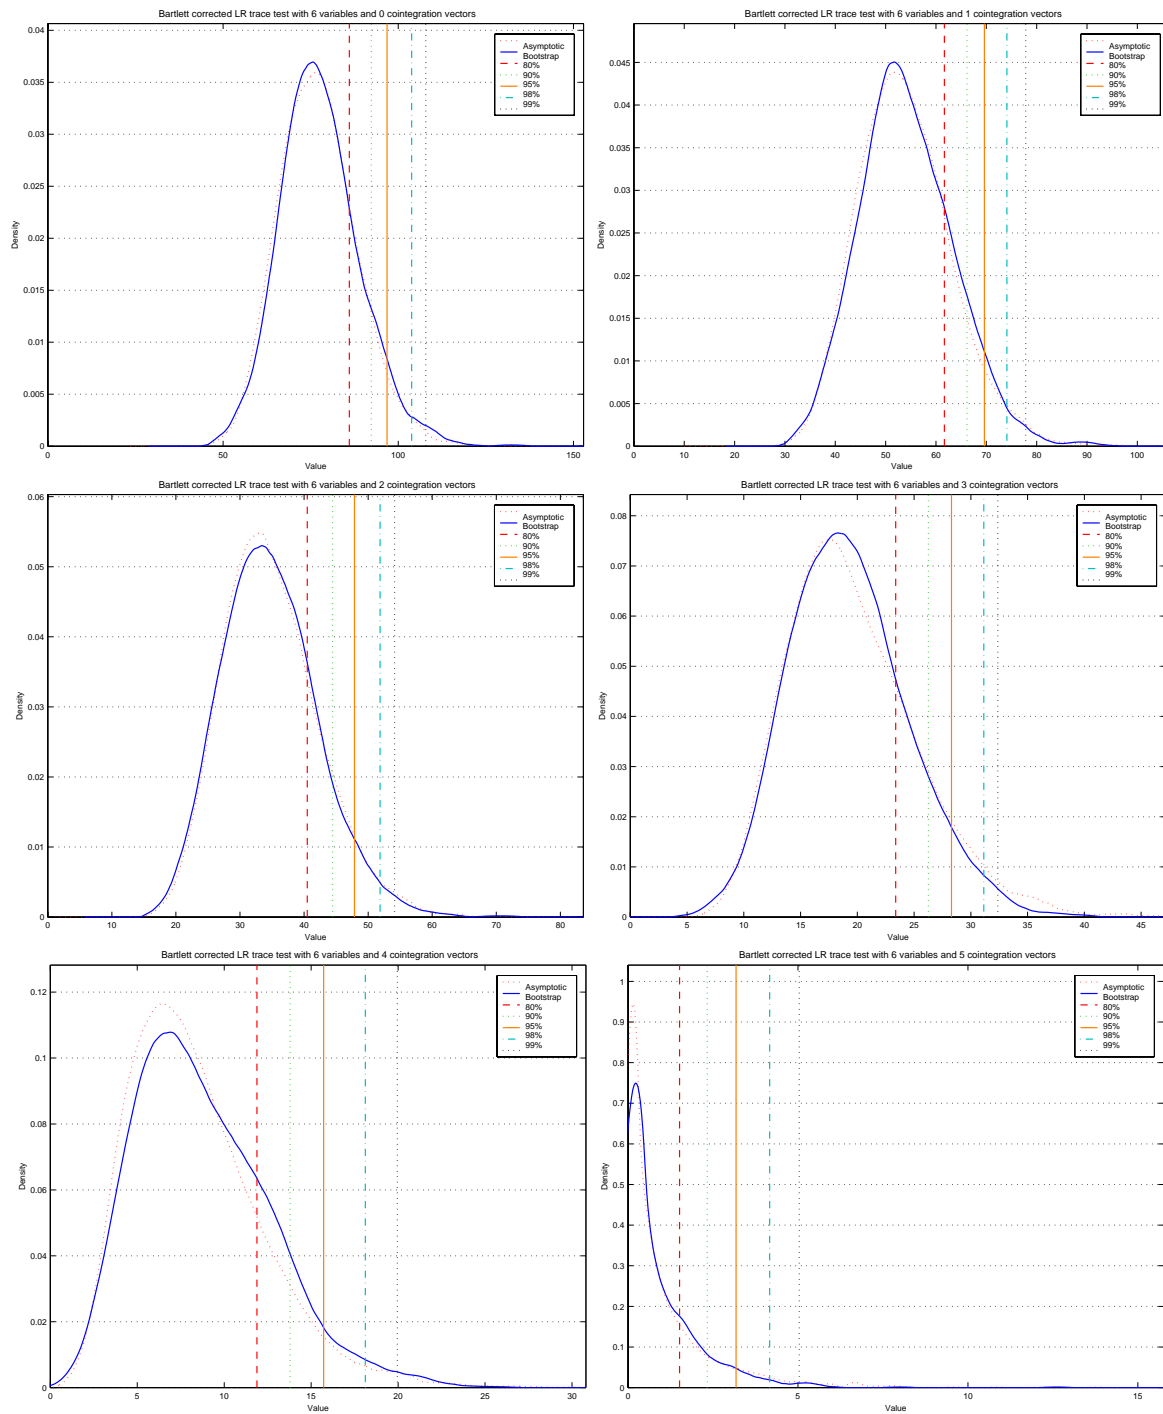 Bartlett corrected LR trace test with 6 variables and 0 cointegration vectors
0.04
0.035
0.03
0.025
0.02
0.015
0.01
0.005
0
Density
0 50 100 150
Value
Asymptotic
Bootstrap
80%
90%
95%
98%
99%
Bartlett corrected LR trace test with 6 variables and 1 cointegration vectors
0.045
0.04
0.035
0.03
0.025
0.02
0.015
0.01
0.005
0
Density
0 10 20 30 40 50 60 70 80 90 100
Value
Asymptotic
Bootstrap
80%
90%
95%
98%
99%
Bartlett corrected LR trace test with 6 variables and 2 cointegration vectors
0.06
0.05
0.04
0.03
0.02
0.01
0
Density
0 10 20 30 40 50 60 70 80
Value
Asymptotic
Bootstrap
80%
90%
95%
98%
99%
Bartlett corrected LR trace test with 6 variables and 3 cointegration vectors
0.08
0.07
0.06
0.05
0.04
0.03
0.02
0.01
0
Density
0 5 10 15 20 25 30 35 40 45
Value
Asymptotic
Bootstrap
80%
90%
95%
98%
99%
Bartlett corrected LR trace test with 6 variables and 4 cointegration vectors
0.12
0.1
0.08
0.06
0.04
0.02
0
Density
0 5 10 15 20 25 30
Value
Asymptotic
Bootstrap
80%
90%
95%
98%
99%
Bartlett corrected LR trace test with 6 variables and 5 cointegration vectors
1
0.9
0.8
0.7
0.6
0.5
0.4
0.3
0.2
0.1
0
Density
0 5 10 15
Value
Asymptotic
Bootstrap
80%
90%
95%
98%
99%